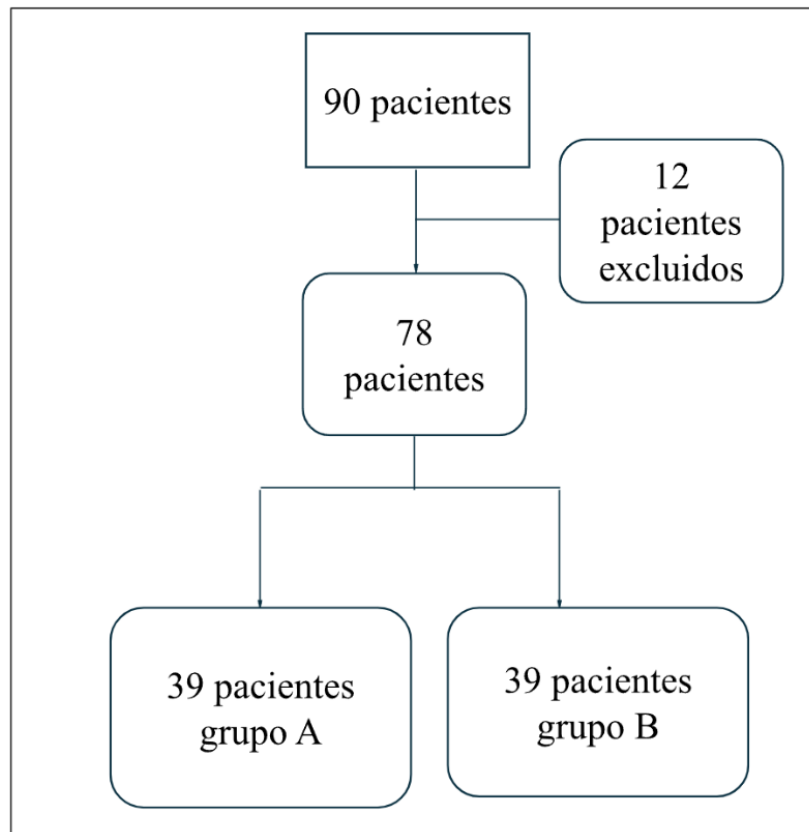 90 pacientes
12
pacientes
excluidos
78
pacientes
39 pacientes
grupo A
39 pacientes
grupo B